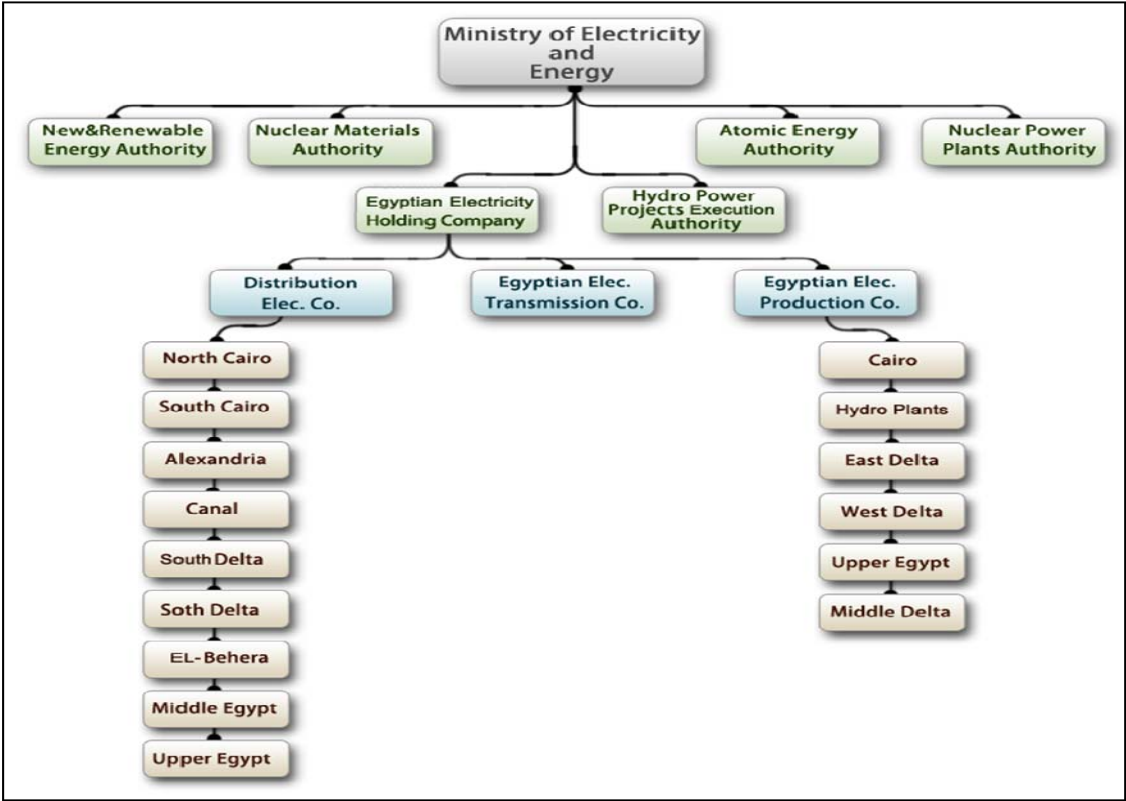 Ministry of Electricity
and
Energy
New&Renewable
Energy Authority
Nuclear Materials
Authority
Atomic Energy
Authority
Nuclear Power
Plants Authority
Egyptian Electricity
Holding Company
Hydro Power
Projects Execution
Authority
Distribution
Elec. Co.
Egyptian Elec.
Transmission Co.
Egyptian Elec.
Production Co.
North Cairo
South Cairo
Alexandria
Canal
South Delta
Soth Delta
EL-Behera
Middle Egypt
Upper Egypt
Cairo
Hydro Plants
East Delta
West Delta
Upper Egypt
Middle Delta